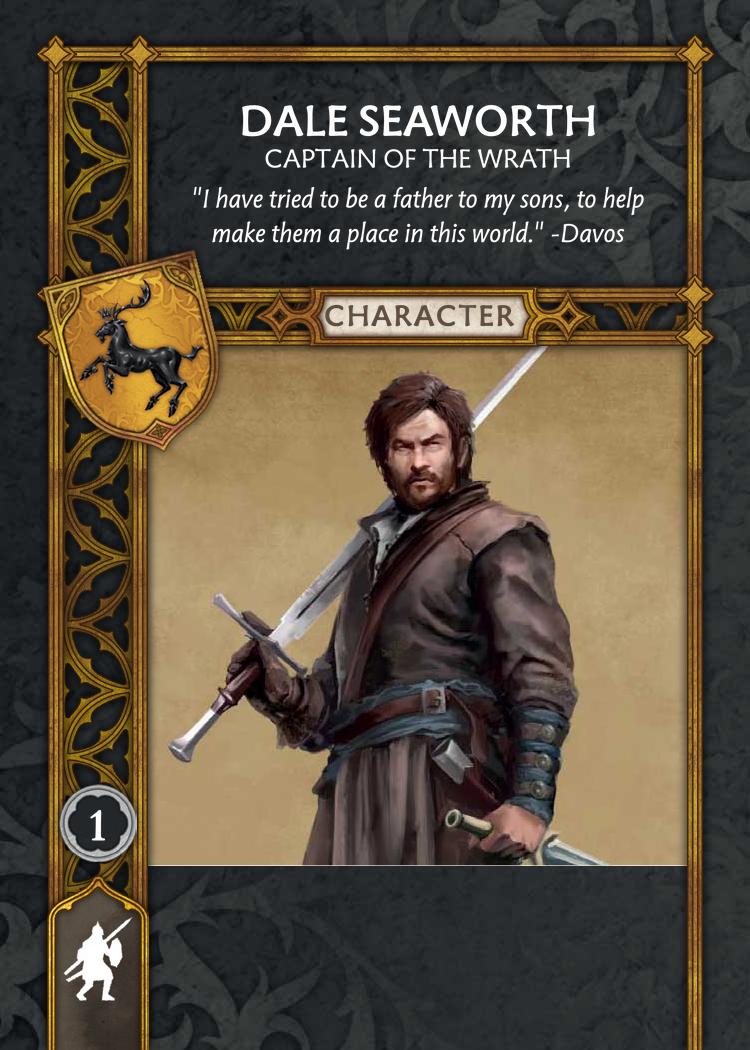 DALE SEAWORTH
CAPTAIN OF THE WRATH
"I have tried to be a father to my sons, to help
make them a place in this world." -Davos
CHARACTER
1